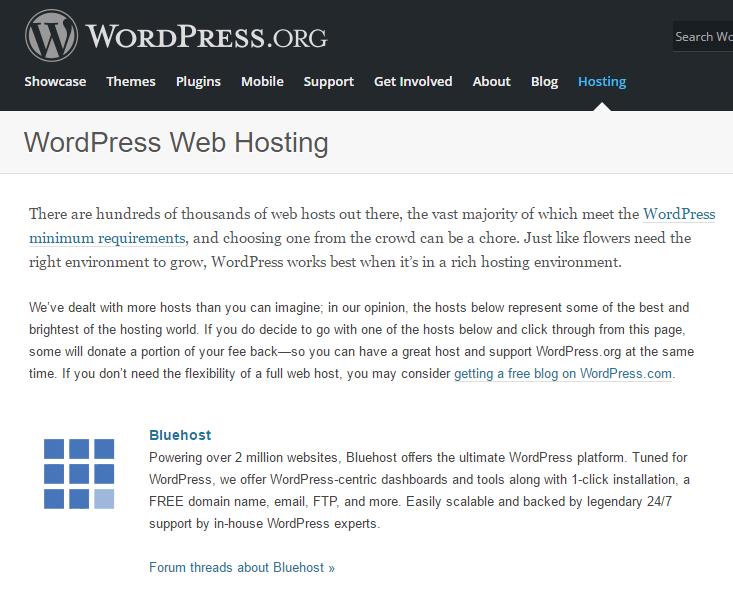 WORDPRESS.ORG
Search Wo
Showcase Themes Plugins Mobile Support Get Involved About Blog Hosting
WordPress Web Hosting
There are hundreds of thousands of web hosts out there, the vast majority of which meet the WordPress
minimum requirements, and choosing one from the crowd can be a chore. Just like flowers need the
right environment to grow, WordPress works best when it’s in a rich hosting environment.
We’ve dealt with more hosts than you can imagine; in our opinion, the hosts below represent some of the best and
brightest of the hosting world. If you do decide to go with one of the hosts below and click through from this page,
some will donate a portion of your fee back—so you can have a great host and support WordPress.org at the same
time. If you don’t need the flexibility of a full web host, you may consider getting a free blog on WordPress.com.
Bluehost
Powering over 2 million websites, Bluehost offers the ultimate WordPress platform. Tuned for
WordPress, we offer WordPress-centric dashboards and tools along with 1-click installation, a
FREE domain name, email, FTP, and more. Easily scalable and backed by legendary 24/7
support by in-house WordPress experts.
Forum threads about Bluehost »